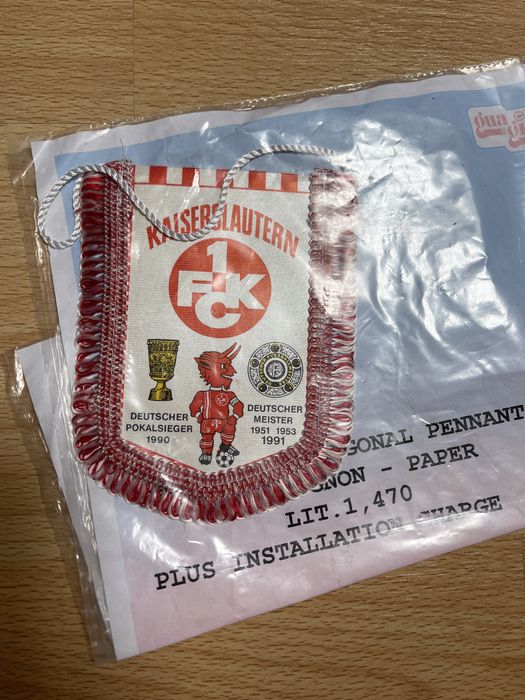 KAISERSLAUTERN
1
FCK
DEUTSCHER
POKALSIEGER
1990
DEUTSCHER
MEISTER
1951 1953
1991
GONAL PENNANT
NON - PAPER
LIT.1,470
PLUS INSTALLATION CHARGE
gua